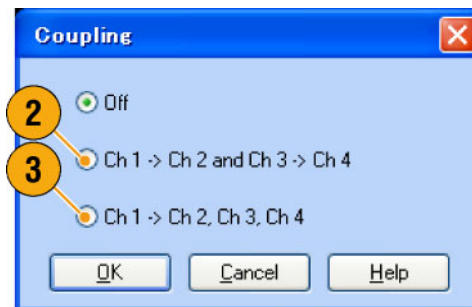 Coupling
Off
2
Ch 1 -> Ch 2 and Ch 3 -> Ch 4
3
Ch 1 -> Ch 2, Ch 3, Ch 4
OK Cancel Help